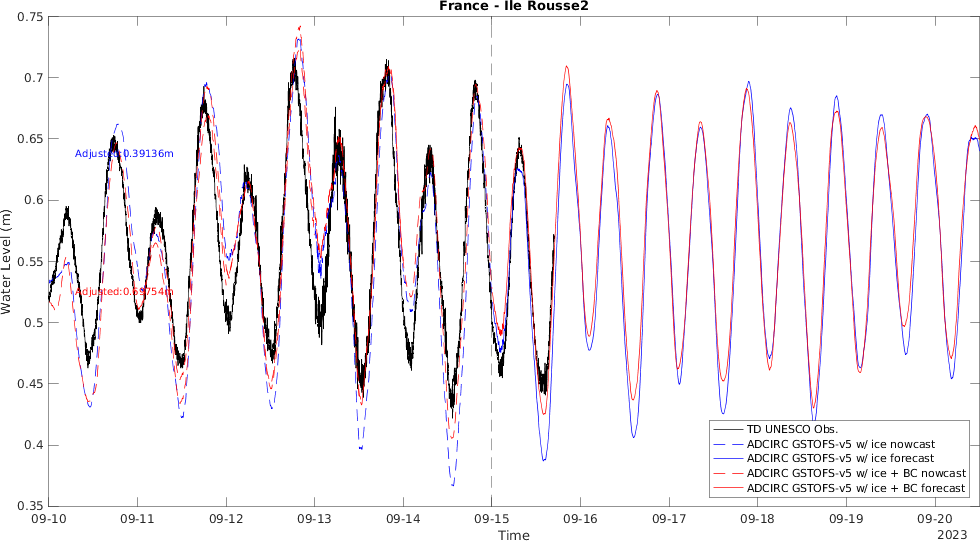 France - Ile Rousse2
Water Level (m)
0.75
0.7
0.65
0.6
0.55
0.5
0.45
0.4
0.35
Adjusted:0.39136m
TD UNESCO Obs.
ADCIRC GSTOFS-v5 w/ ice nowcast
ADCIRC GSTOFS-v5 w/ ice forecast
ADCIRC GSTOFS-v5 w/ ice + BC nowcast
ADCIRC GSTOFS-v5 w/ ice + BC forecast
09-10 09-11 09-12 09-13 09-14 09-15 09-16 09-17 09-18 09-19 09-20
Time
2023